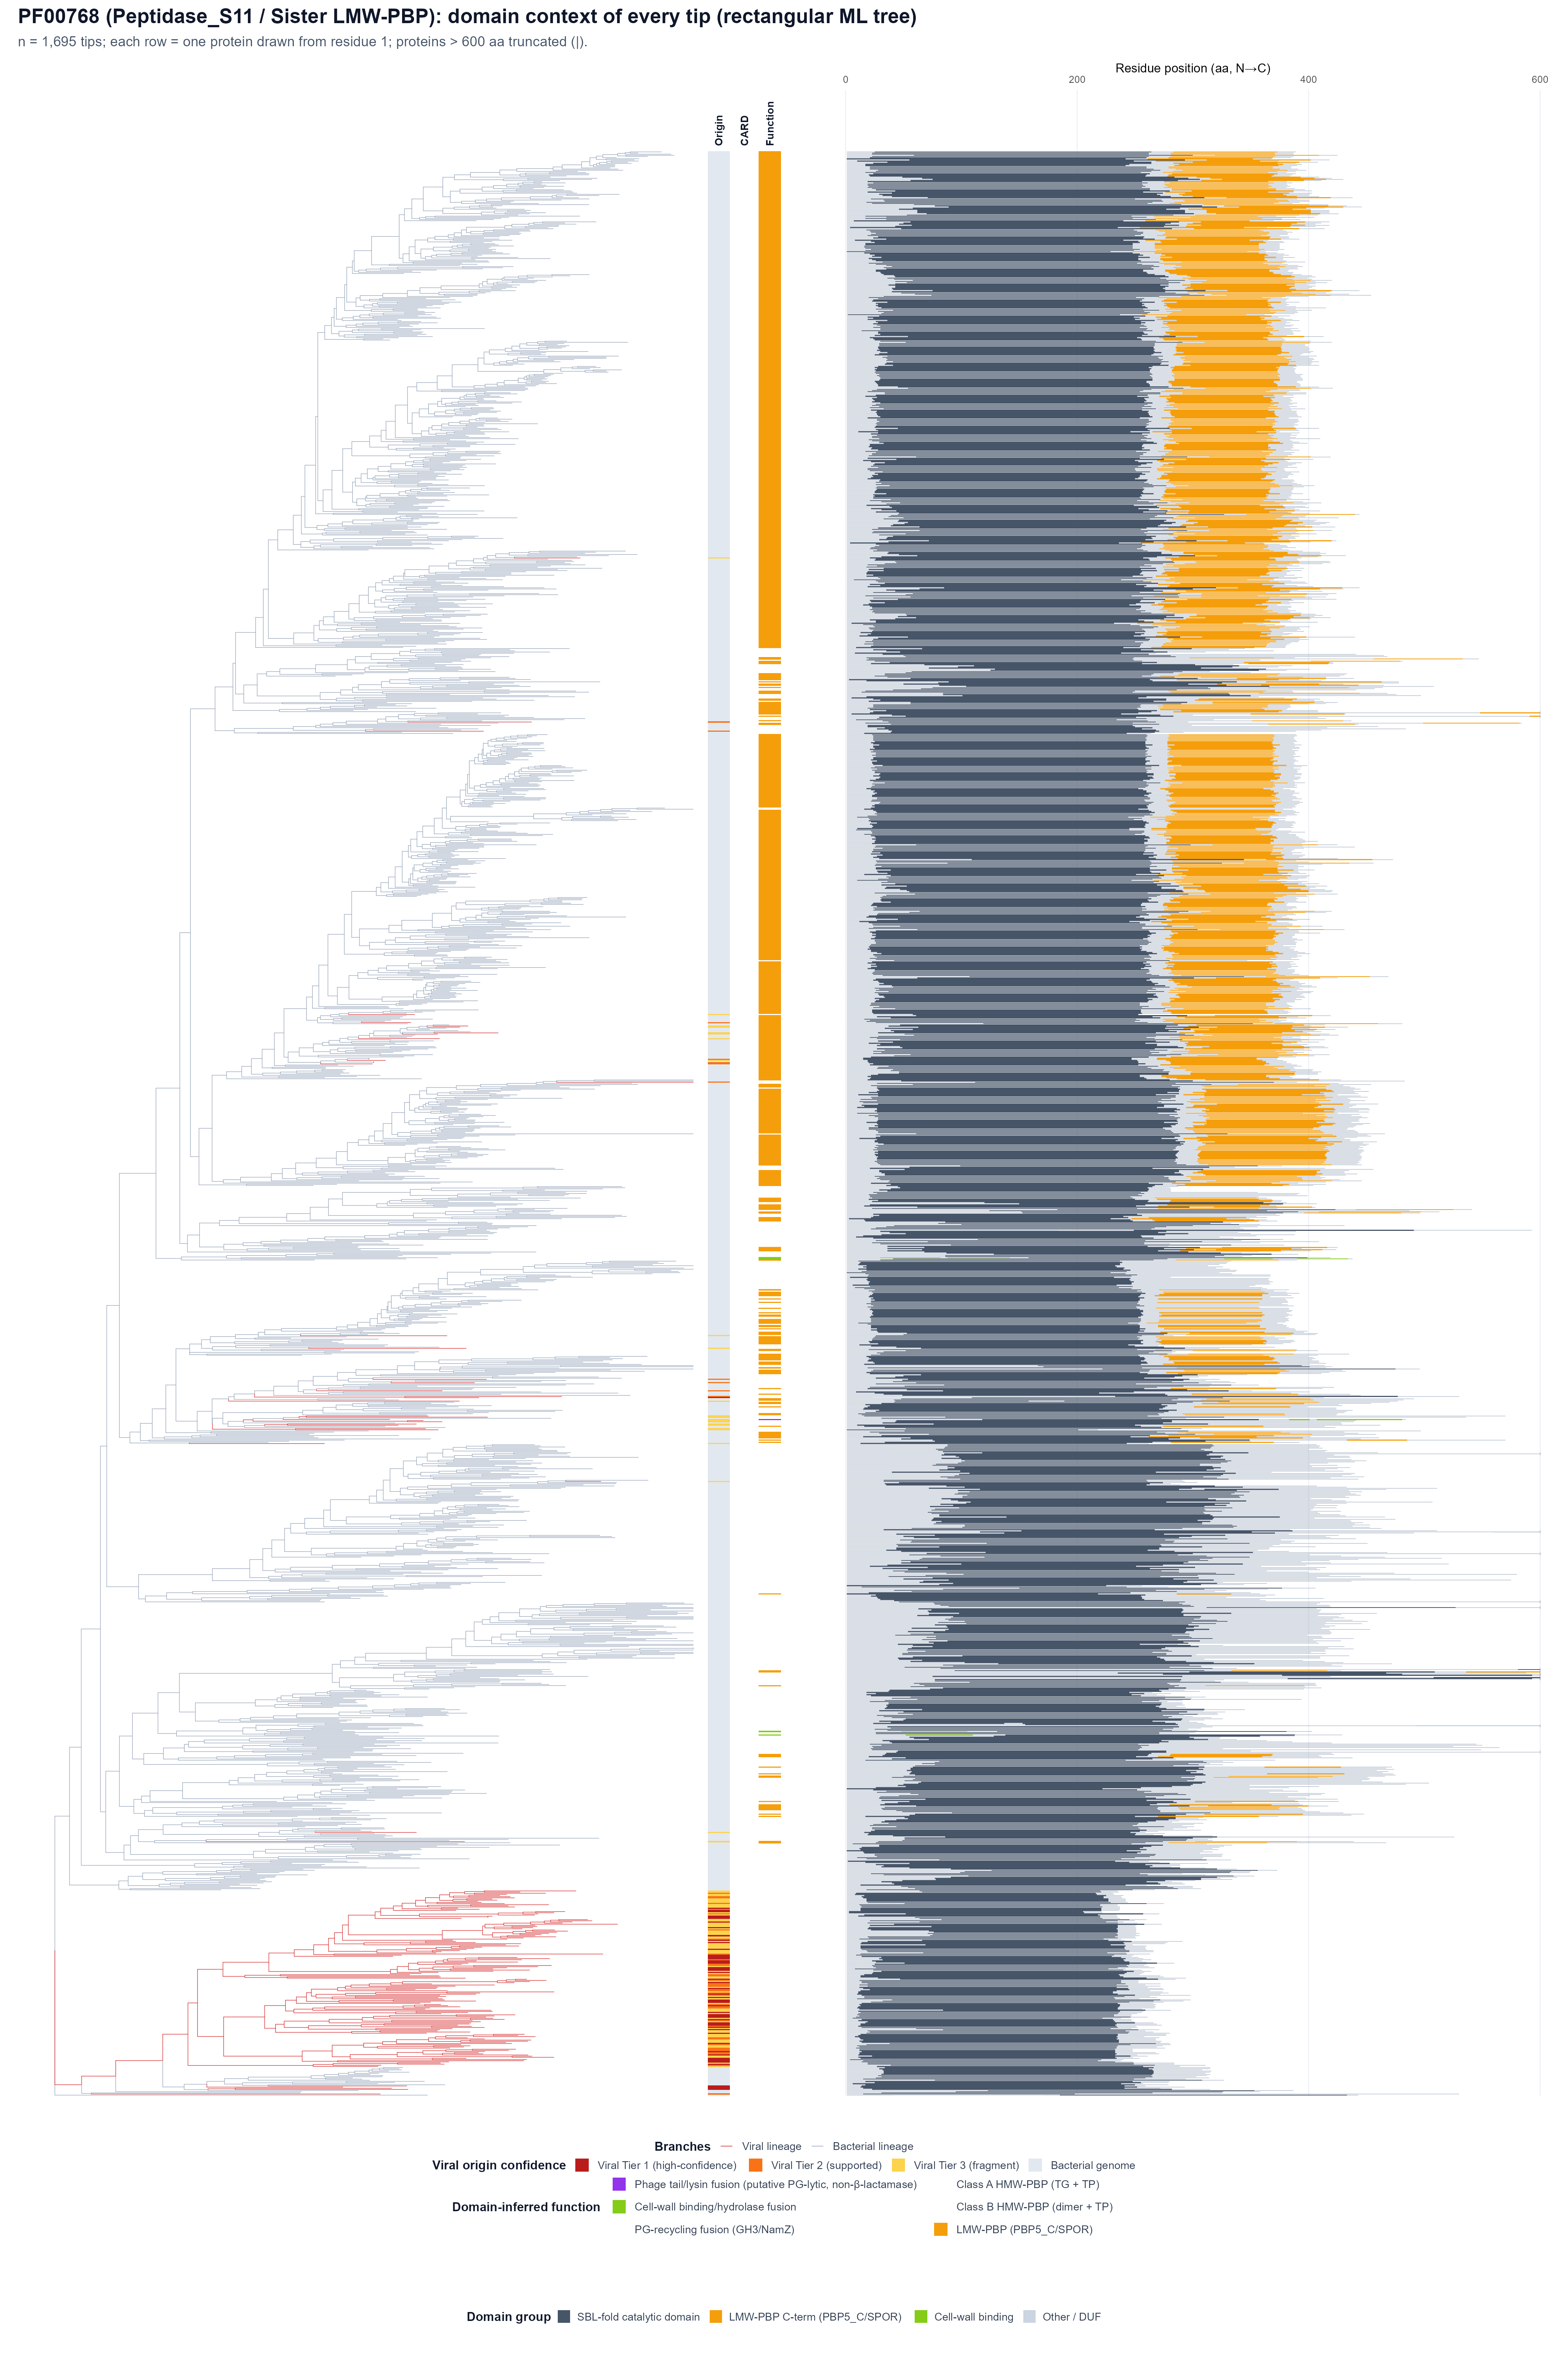 PF00768 (Peptidase_S11 / Sister LMW-PBP): domain context of every tip (rectangular ML tree)
n = 1,695 tips; each row = one protein drawn from residue 1; proteins > 600 aa truncated (|).
Residue position (aa, N→C)
0 200 400 600
Origin CARD Function
Branches Viral lineage Bacterial lineage
Viral origin confidence Viral Tier 1 (high-confidence) Viral Tier 2 (supported) Viral Tier 3 (fragment) Bacterial genome
Phage tail/lysin fusion (putative PG-lytic, non-β-lactamase) Class A HMW-PBP (TG + TP)
Domain-inferred function Cell-wall binding/hydrolase fusion Class B HMW-PBP (dimer + TP)
PG-recycling fusion (GH3/NamZ) LMW-PBP (PBP5_C/SPOR)
Domain group SBL-fold catalytic domain LMW-PBP C-term (PBP5_C/SPOR) Cell-wall binding Other / DUF